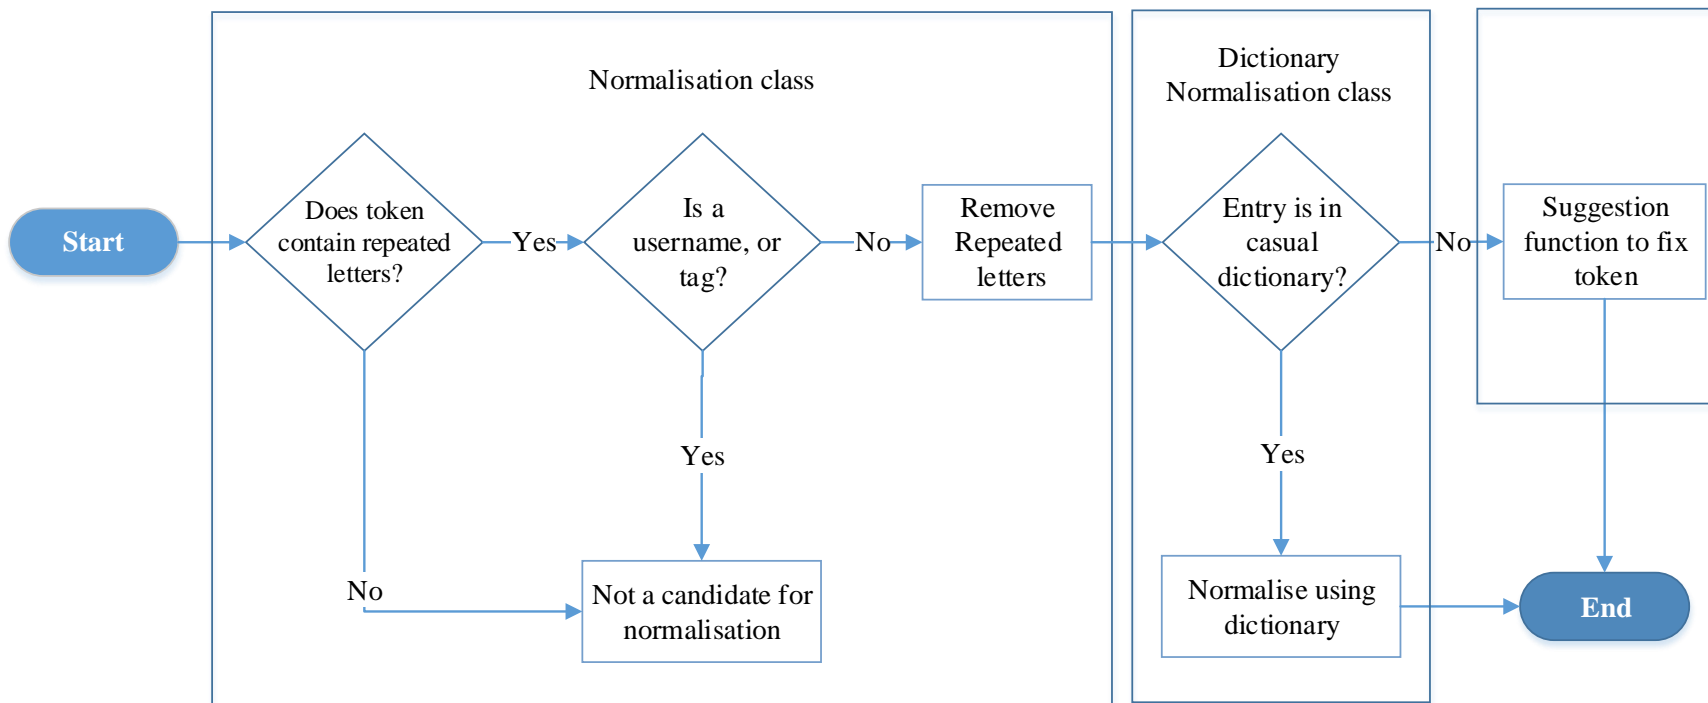 Normalisation class
Dictionary
Normalisation class
Start
Does token
contain repeated
letters?
Yes
Is a
username, or
tag?
No
Remove
Repeated
letters
Entry is in
casual
dictionary?
No
Suggestion
function to fix
token
Yes
Yes
No
Not a candidate for
normalisation
Normalise using
dictionary
End